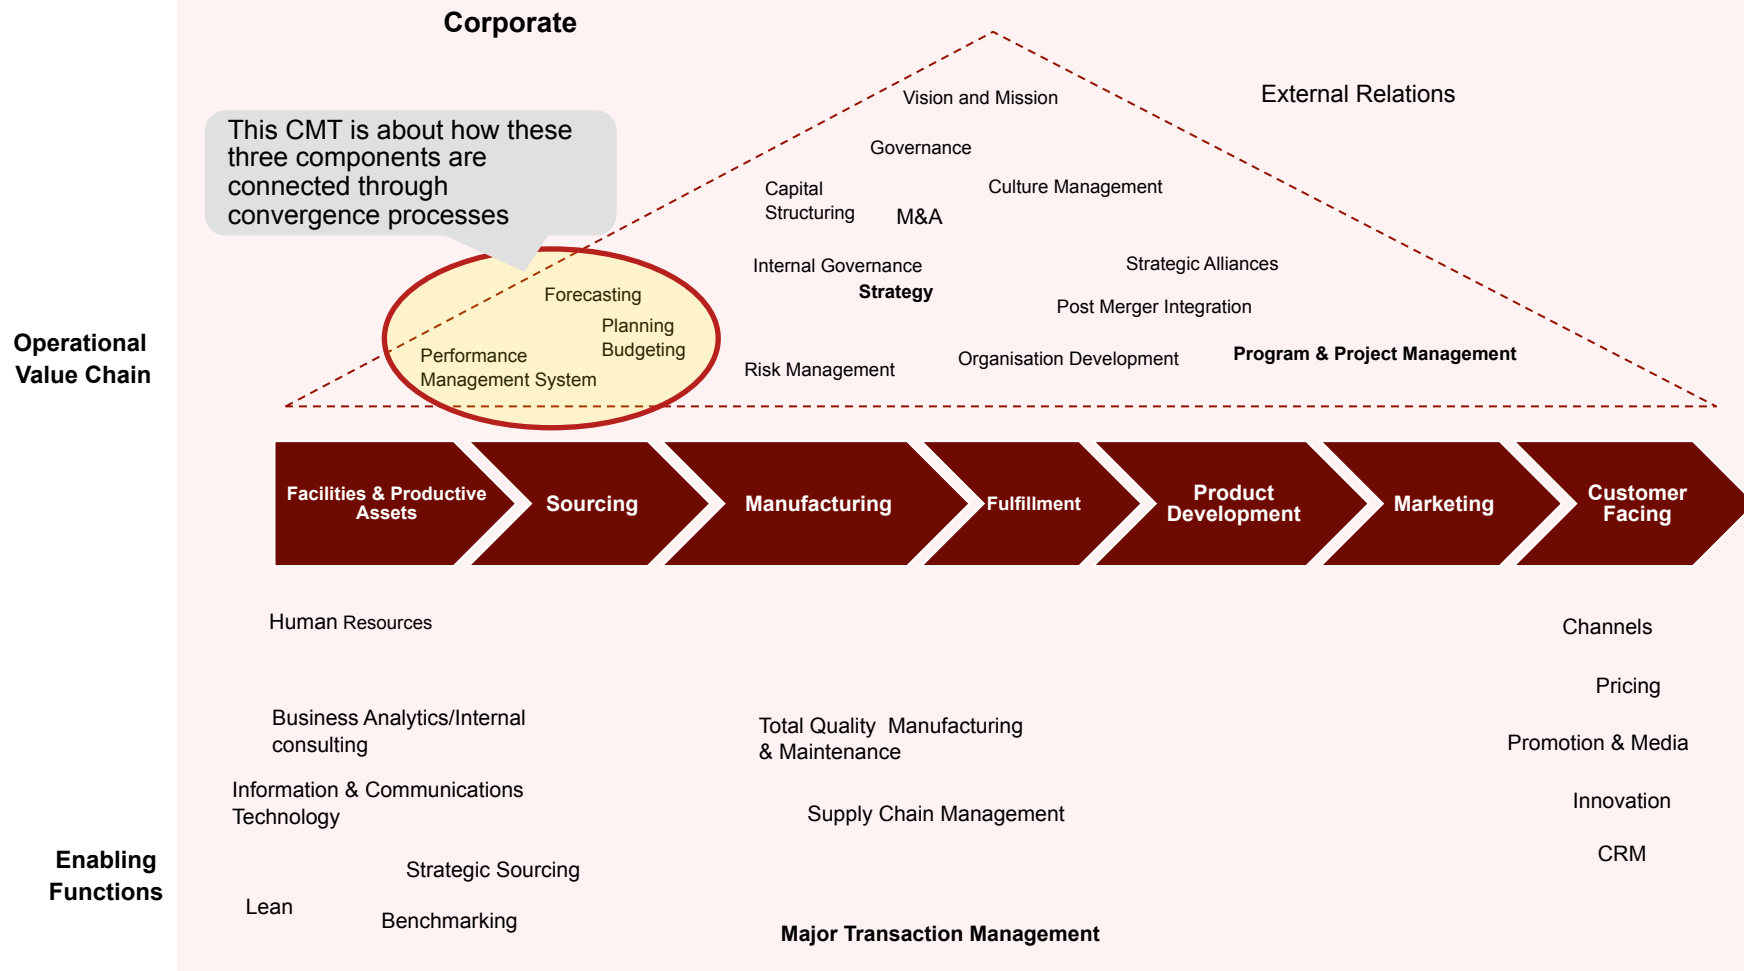 Corporate
Vision and Mission
External Relations
This CMT is about how these
three components are
connected through
convergence processes
Governance
Capital
Structuring
Culture Management
M&A
Internal Governance
Strategy
Strategic Alliances
Forecasting
Post Merger Integration
Planning
Budgeting
Performance
Management System
Risk Management
Organisation Development
Program & Project Management
Operational
Value Chain
Facilities & Productive
Assets
Sourcing
Manufacturing
Fulfillment
Product
Development
Marketing
Customer
Facing
Human Resources
Channels
Pricing
Business Analytics/Internal
consulting
Total Quality  Manufacturing
& Maintenance
Promotion & Media
Information & Communications
Technology
Supply Chain Management
Innovation
Enabling
Functions
Strategic Sourcing
CRM
Lean
Benchmarking
Major Transaction Management